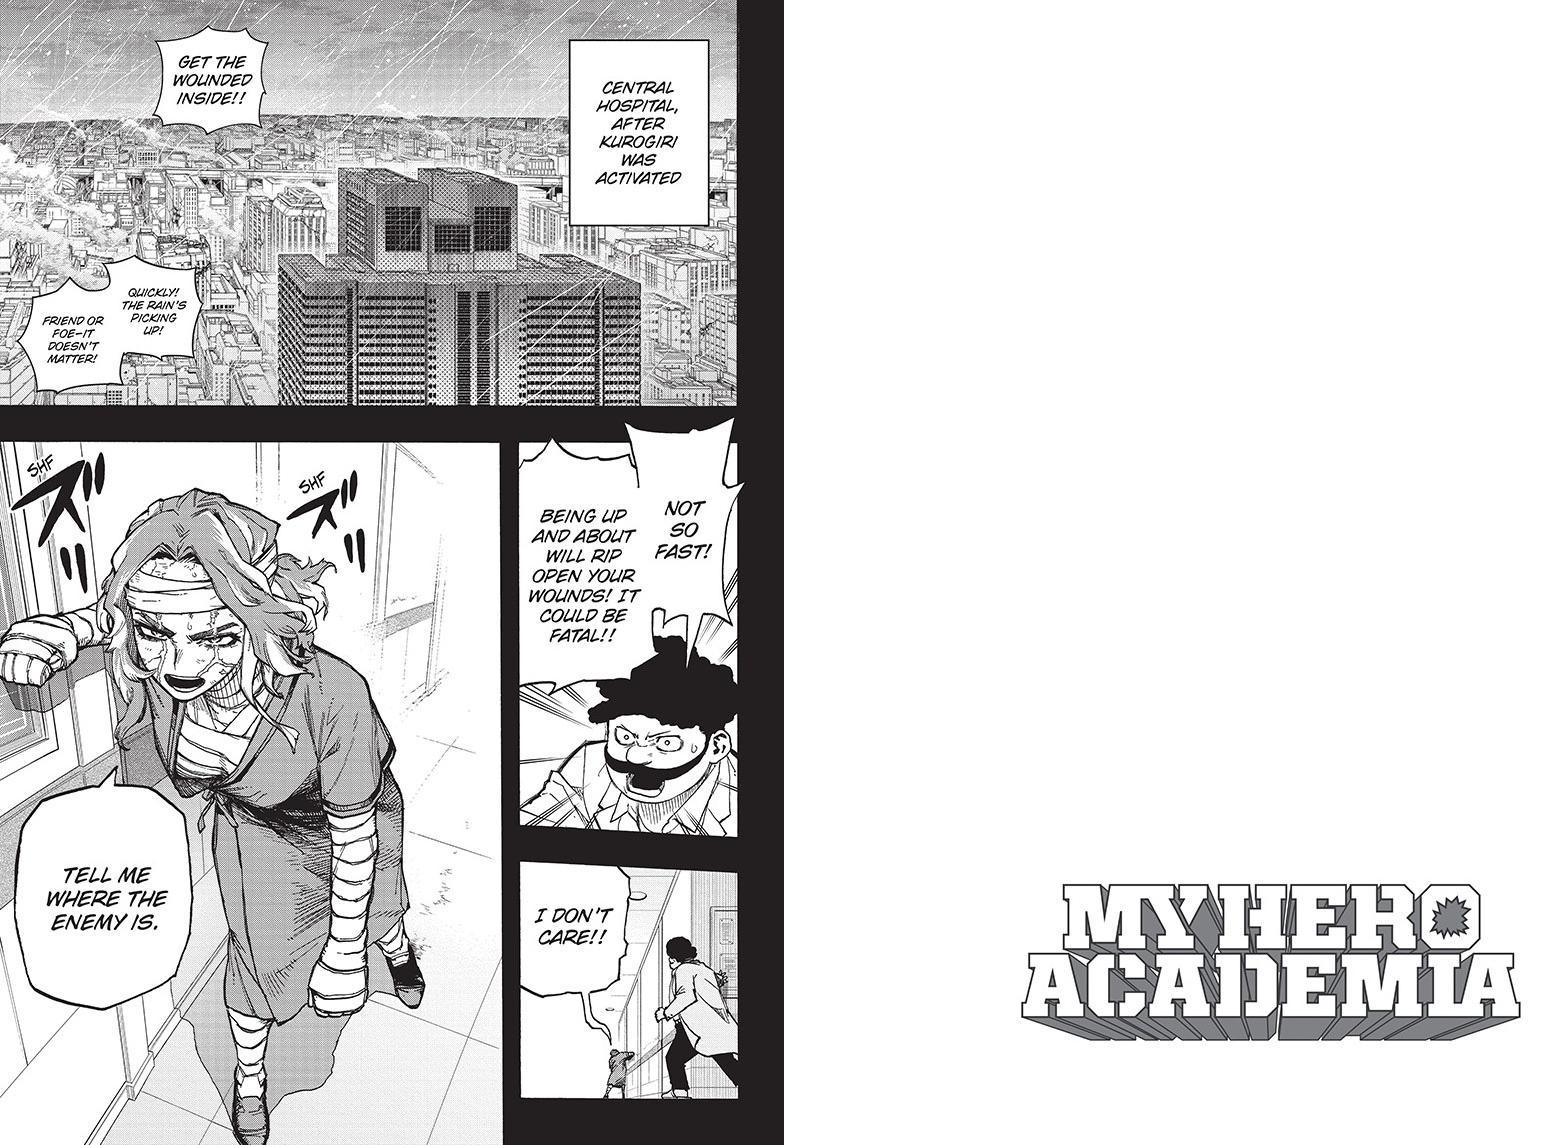 CENTRAL
HOSPITAL,
AFTER
KUROGIRI
WAS
ACTIVATED
GET THE
WOUNDED
INSIDE!!
QUICKLY!
THE RAIN'S
PICKING
UP!
FRIEND OR
FOE-IT
DOESN'T
MATTER!
NOT
SO
FAST!
BEING UP
AND ABOUT
WILL RIP
OPEN YOUR
WOUNDS! IT
COULD BE
FATAL!!
I DON'T
CARE!!
SHF
ズ
SHF
ズ
TELL ME
WHERE THE
ENEMY IS.
MY HERO
ACADEMIA